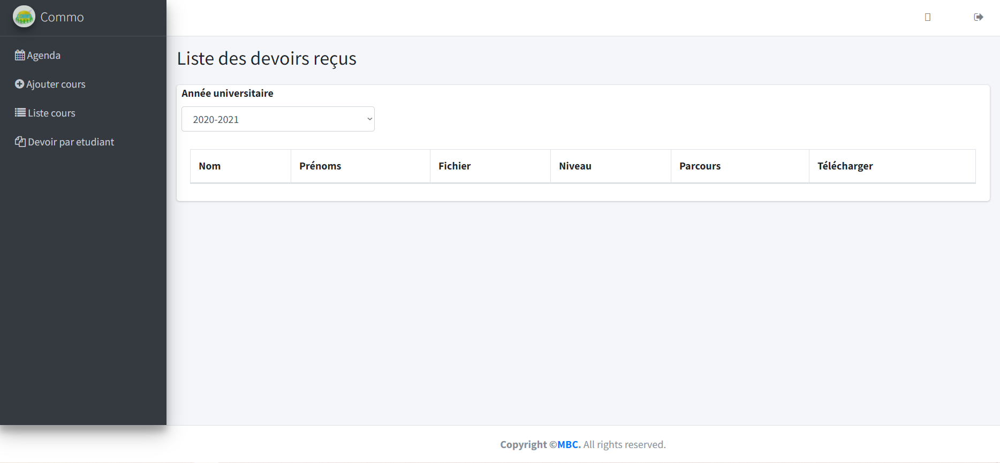 Commo
Agenda
Ajouter cours
Liste cours
Devoir par etudiant
Liste des devoirs reçus
Année universitaire
2020-2021
Nom Prénoms Fichier Niveau Parcours Télécharger
Copyright ©MBC. All rights reserved.